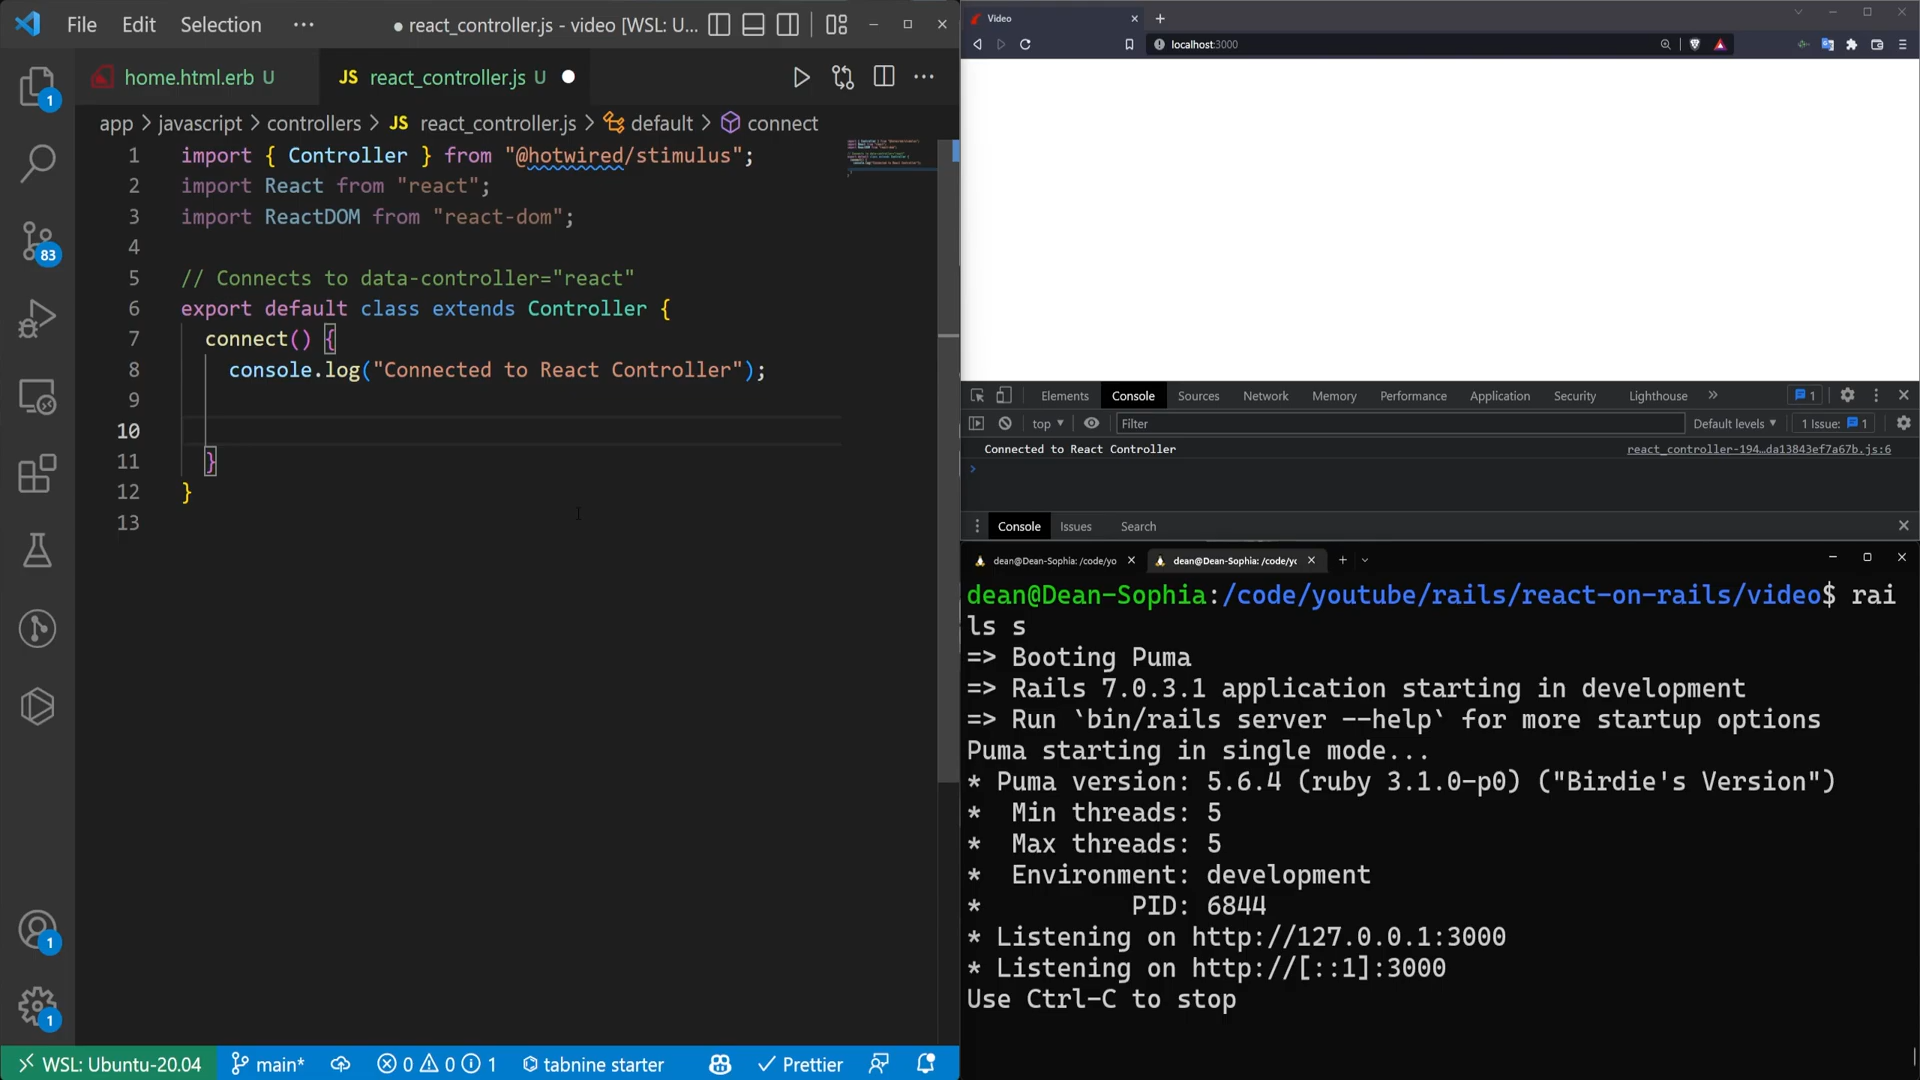 File Edit Selection ···
● react_controller.js - video [WSL: U...
home.html.erb U
JS react_controller.js U
app > javascript > controllers > JS react_controller.js > default > connect
1 import { Controller } from "@hotwired/stimulus";
2 import React from "react";
3 import ReactDOM from "react-dom";
4
5 // Connects to data-controller="react"
6 export default class extends Controller {
7 connect() {
8 console.log("Connected to React Controller");
9
10
11 }
12 }
13
1
83
1
1
WSL: Ubuntu-20.04 main* 0 0 1 tabnine starter Prettier
Video
localhost:3000
Elements Console Sources Network Memory Performance Application Security Lighthouse » 1
top Filter Default levels 1 Issue: 1
Connected to React Controller react_controller-194…da13843ef7a67b.js:6
>
Console Issues Search
dean@Dean-Sophia: /code/yo
dean@Dean-Sophia: /code/yc
dean@Dean-Sophia:/code/youtube/rails/react-on-rails/video$ rai
ls s
=> Booting Puma
=> Rails 7.0.3.1 application starting in development
=> Run `bin/rails server --help` for more startup options
Puma starting in single mode...
* Puma version: 5.6.4 (ruby 3.1.0-p0) ("Birdie's Version")
* Min threads: 5
* Max threads: 5
* Environment: development
* PID: 6844
* Listening on http://127.0.0.1:3000
* Listening on http://[::1]:3000
Use Ctrl-C to stop